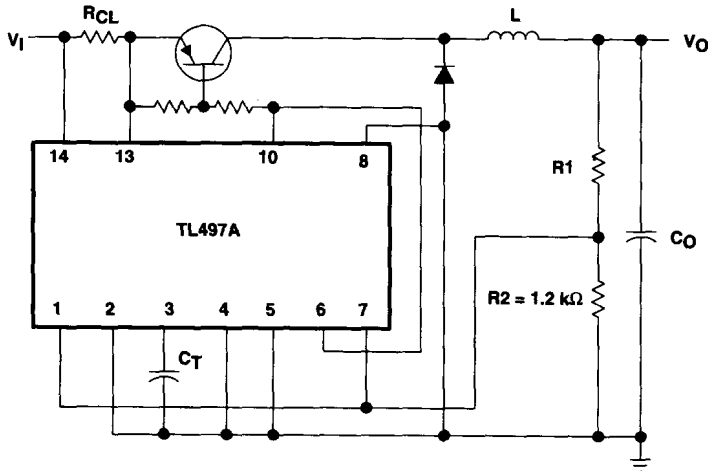 RCL
VI
L
VO
14 13 10 8
R1
TL497A
CO
R2 = 1.2 kΩ
1 2 3 4 5 6 7
CT